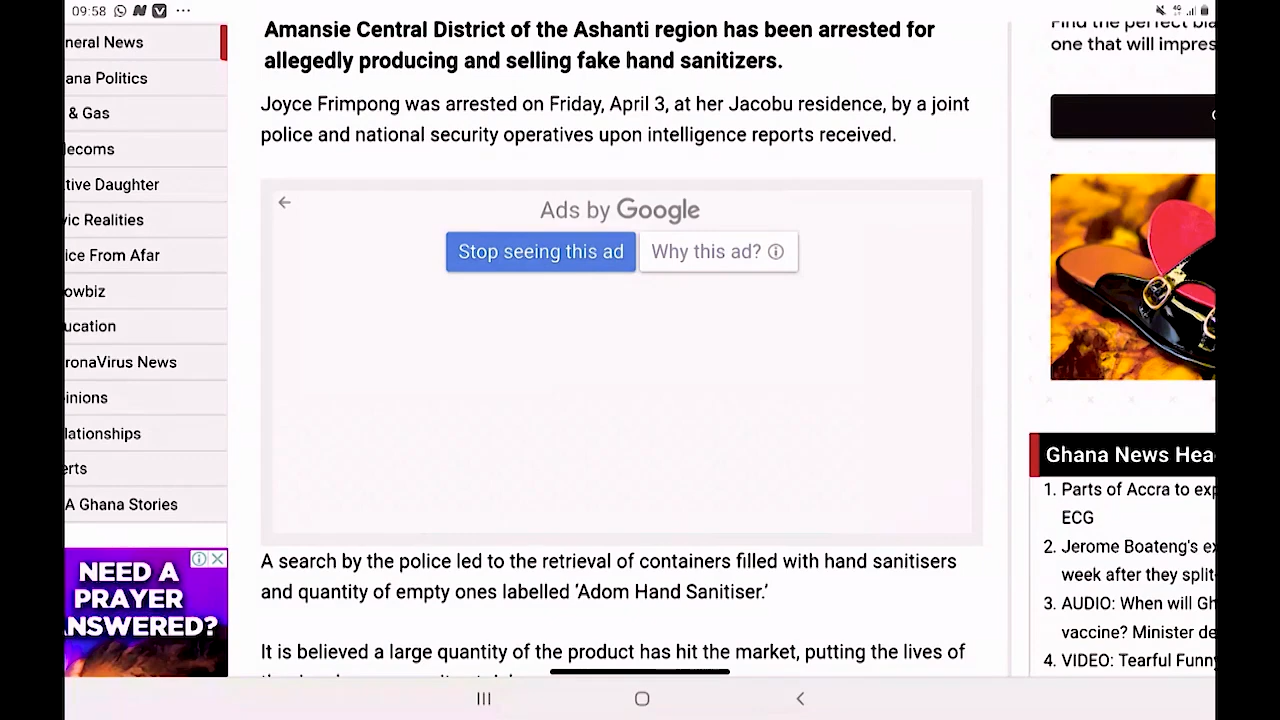 09:58
neral News
ana Politics
& Gas
lecoms
tive Daughter
vic Realities
ice From Afar
owbiz
ucation
ronaVirus News
inions
lationships
erts
A Ghana Stories
NEED A
PRAYER
NSWERED?
Amansie Central District of the Ashanti region has been arrested for
allegedly producing and selling fake hand sanitizers.
Joyce Frimpong was arrested on Friday, April 3, at her Jacobu residence, by a joint
police and national security operatives upon intelligence reports received.
Ads by Google
Stop seeing this ad
Why this ad?
A search by the police led to the retrieval of containers filled with hand sanitisers
and quantity of empty ones labelled ‘Adom Hand Sanitiser.’
It is believed a large quantity of the product has hit the market, putting the lives of
Find the perfect bla
one that will impres
Ghana News Hea
1. Parts of Accra to exp
ECG
2. Jerome Boateng's ex
week after they split
3. AUDIO: When will Gh
vaccine? Minister de
4. VIDEO: Tearful Funny